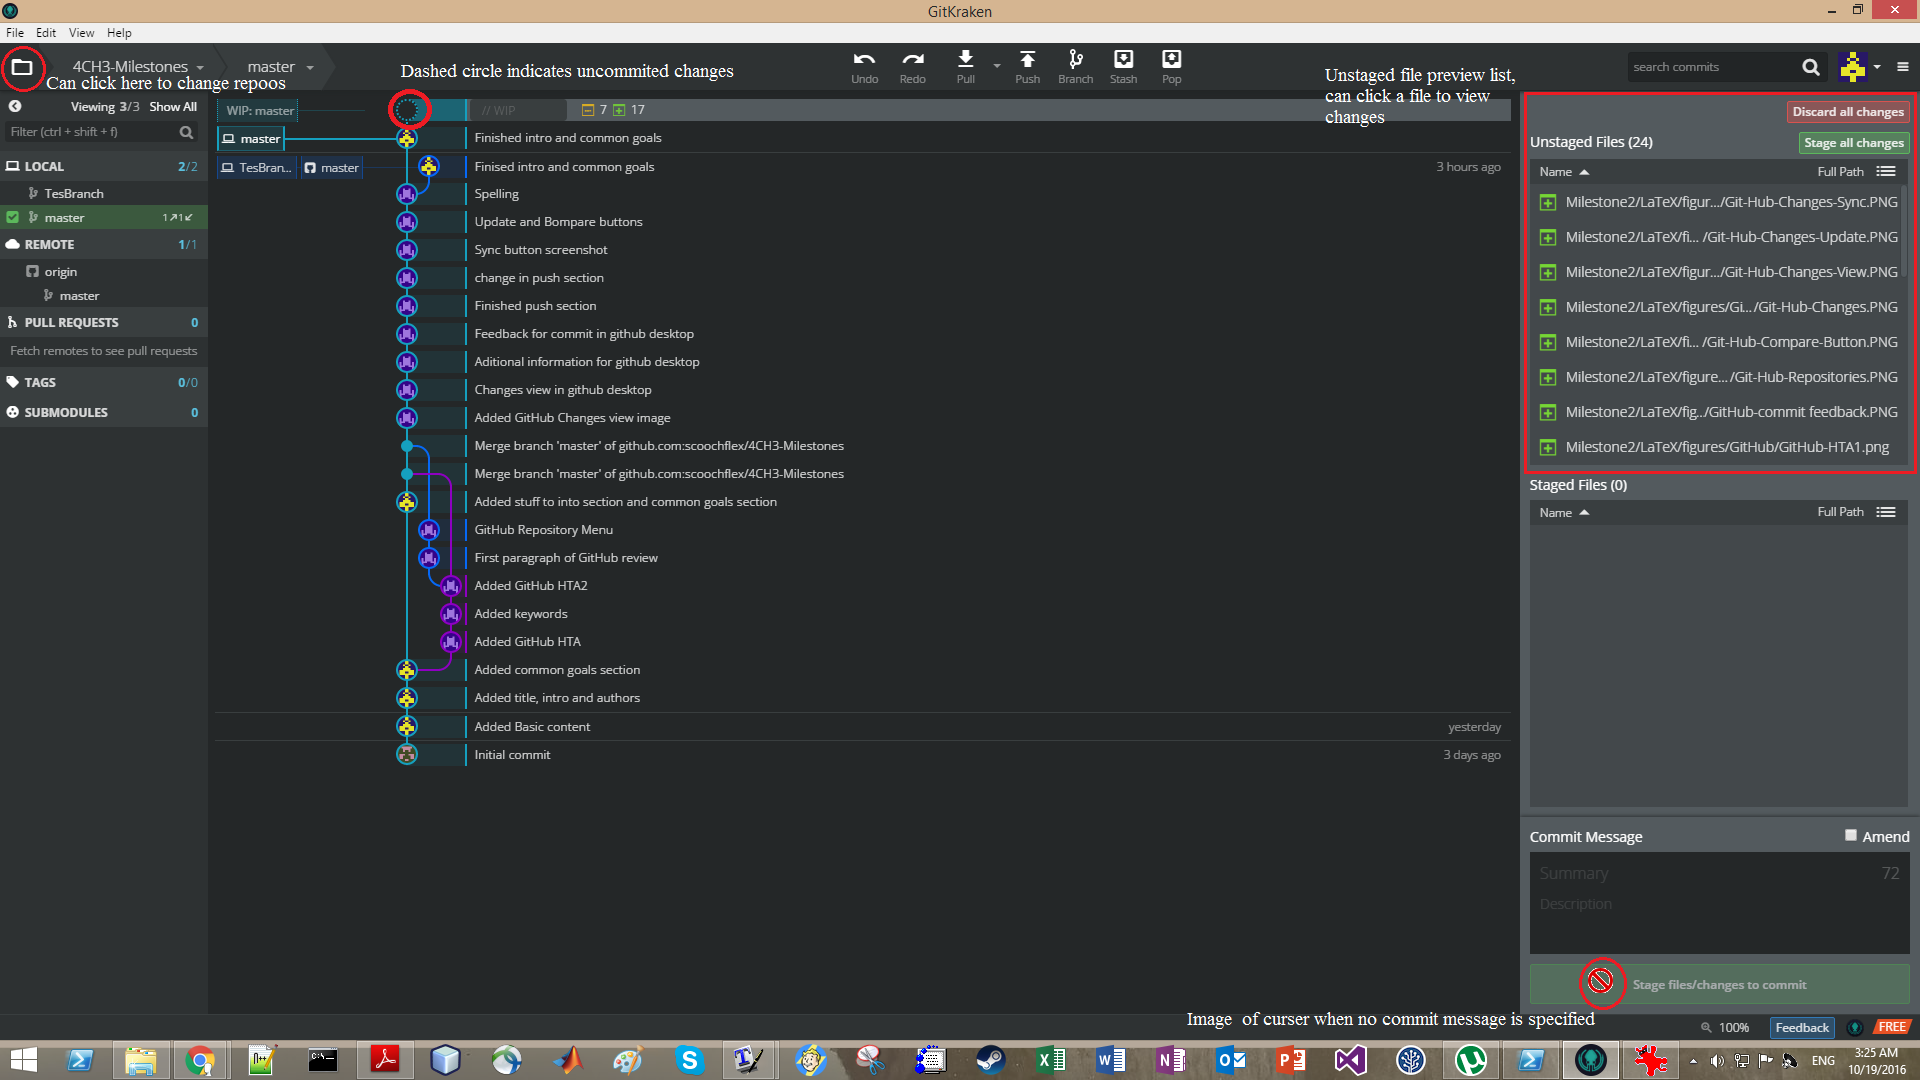 GitKraken
File Edit View Help
4CH3-Milestones
master
Can click here to change repoos
Dashed circle indicates uncommited changes
Undo Redo Pull Push Branch Stash Pop
Unstaged file preview list,
can click a file to view
changes
search commits
Viewing 3/3 Show All
Filter (ctrl + shift + f)
LOCAL 2/2
TesBranch
master 1↗1↙
REMOTE 1/1
origin
master
PULL REQUESTS 0
Fetch remotes to see pull requests
TAGS 0/0
SUBMODULES 0
WIP: master // WIP 7 17
master Finished intro and common goals
TesBran... master Finised intro and common goals 3 hours ago
Spelling
Update and Bompare buttons
Sync button screenshot
change in push section
Finished push section
Feedback for commit in github desktop
Aditional information for github desktop
Changes view in github desktop
Added GitHub Changes view image
Merge branch 'master' of github.com:scoochflex/4CH3-Milestones
Merge branch 'master' of github.com:scoochflex/4CH3-Milestones
Added stuff to into section and common goals section
GitHub Repository Menu
First paragraph of GitHub review
Added GitHub HTA2
Added keywords
Added GitHub HTA
Added common goals section
Added title, intro and authors
Added Basic content yesterday
Initial commit 3 days ago
Discard all changes
Unstaged Files (24) Stage all changes
Name Full Path
Milestone2/LaTeX/figur.../Git-Hub-Changes-Sync.PNG
Milestone2/LaTeX/fi... /Git-Hub-Changes-Update.PNG
Milestone2/LaTeX/figur.../Git-Hub-Changes-View.PNG
Milestone2/LaTeX/figures/Gi... /Git-Hub-Changes.PNG
Milestone2/LaTeX/fi... /Git-Hub-Compare-Button.PNG
Milestone2/LaTeX/figure... /Git-Hub-Repositories.PNG
Milestone2/LaTeX/fig../GitHub-commit feedback.PNG
Milestone2/LaTeX/figures/GitHub/GitHub-HTA1.png
Staged Files (0)
Name Full Path
Commit Message Amend
Summary 72
Description
Stage files/changes to commit
Image of curser when no commit message is specified
100% Feedback FREE
ENG
3:25 AM
10/19/2016